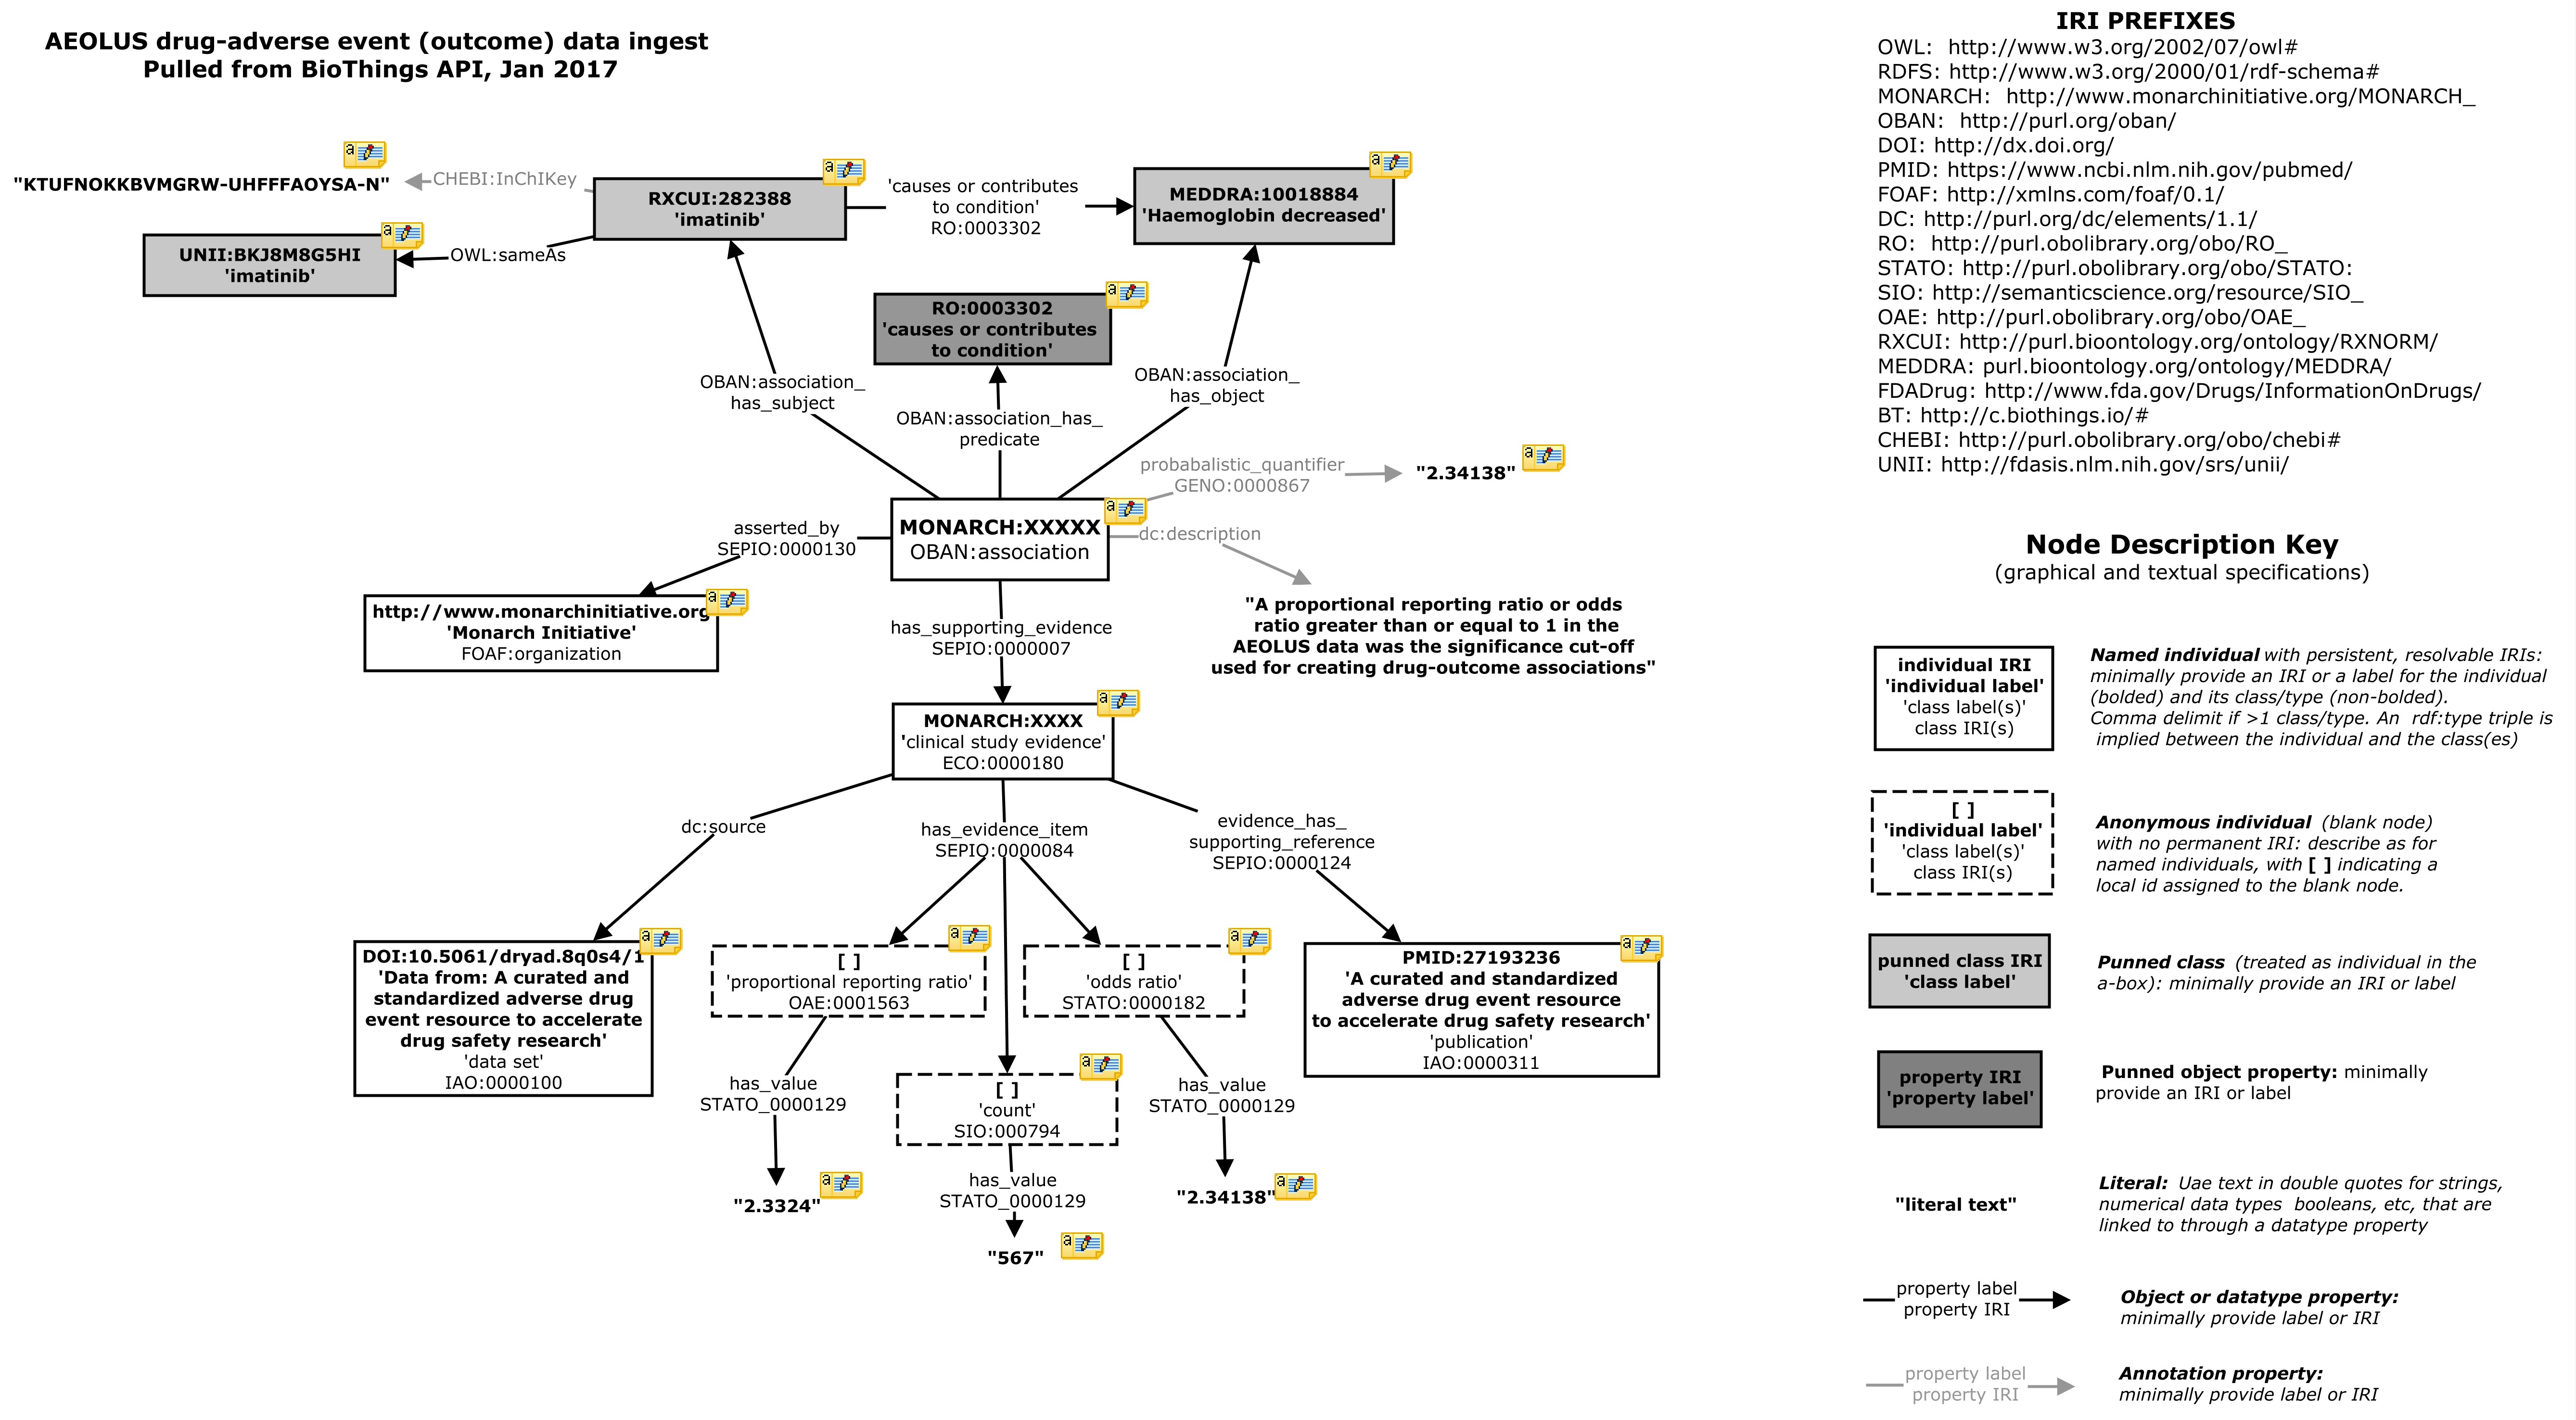 AEOLUS drug-adverse event (outcome) data ingest
Pulled from BioThings API, Jan 2017
"KTUFNOKKBVMGRW-UHFFFAOYSA-N"
CHEBI:InChIKey
RXCUI:282388
'imatinib'
'causes or contributes
to condition'
RO:0003302
MEDDRA:10018884
'Haemoglobin decreased'
UNII:BKJ8M8G5HI
'imatinib'
OWL:sameAs
RO:0003302
'causes or contributes
to condition'
OBAN:association_
has_subject
OBAN:association_has_
predicate
OBAN:association_
has_object
probabalistic_quantifier
GENO:0000867
"2.34138"
MONARCH:XXXXX
OBAN:association
asserted_by
SEPIO:0000130
dc:description
http://www.monarchinitiative.org
'Monarch Initiative'
FOAF:organization
"A proportional reporting ratio or odds
ratio greater than or equal to 1 in the
AEOLUS data was the significance cut-off
used for creating drug-outcome associations"
has_supporting_evidence
SEPIO:0000007
MONARCH:XXXX
'clinical study evidence'
ECO:0000180
dc:source
has_evidence_item
SEPIO:0000084
evidence_has_
supporting_reference
SEPIO:0000124
DOI:10.5061/dryad.8q0s4/1
'Data from: A curated and
standardized adverse drug
event resource to accelerate
drug safety research'
'data set'
IAO:0000100
[ ]
'proportional reporting ratio'
OAE:0001563
[ ]
'odds ratio'
STATO:0000182
PMID:27193236
'A curated and standardized
adverse drug event resource
to accelerate drug safety research'
'publication'
IAO:0000311
has_value
STATO_0000129
[ ]
'count'
SIO:000794
has_value
STATO_0000129
"2.3324"
has_value
STATO_0000129
"2.34138"
"567"
IRI PREFIXES
OWL: http://www.w3.org/2002/07/owl#
RDFS: http://www.w3.org/2000/01/rdf-schema#
MONARCH: http://www.monarchinitiative.org/MONARCH_
OBAN: http://purl.org/oban/
DOI: http://dx.doi.org/
PMID: https://www.ncbi.nlm.nih.gov/pubmed/
FOAF: http://xmlns.com/foaf/0.1/
DC: http://purl.org/dc/elements/1.1/
RO: http://purl.obolibrary.org/obo/RO_
STATO: http://purl.obolibrary.org/obo/STATO:
SIO: http://semanticscience.org/resource/SIO_
OAE: http://purl.obolibrary.org/obo/OAE_
RXCUI: http://purl.bioontology.org/ontology/RXNORM/
MEDDRA: purl.bioontology.org/ontology/MEDDRA/
FDADrug: http://www.fda.gov/Drugs/InformationOnDrugs/
BT: http://c.biothings.io/#
CHEBI: http://purl.obolibrary.org/obo/chebi#
UNII: http://fdasis.nlm.nih.gov/srs/unii/
Node Description Key
(graphical and textual specifications)
individual IRI
'individual label'
'class label(s)'
class IRI(s)
Named individual with persistent, resolvable IRIs:
minimally provide an IRI or a label for the individual
(bolded) and its class/type (non-bolded).
Comma delimit if >1 class/type. An rdf:type triple is
implied between the individual and the class(es)
[ ]
'individual label'
'class label(s)'
class IRI(s)
Anonymous individual (blank node)
with no permanent IRI: describe as for
named individuals, with [ ] indicating a
local id assigned to the blank node.
punned class IRI
'class label'
Punned class (treated as individual in the
a-box): minimally provide an IRI or label
property IRI
'property label'
Punned object property: minimally
provide an IRI or label
"literal text"
Literal: Uae text in double quotes for strings,
numerical data types booleans, etc, that are
linked to through a datatype property
property label
property IRI
Object or datatype property:
minimally provide label or IRI
property label
property IRI
Annotation property:
minimally provide label or IRI